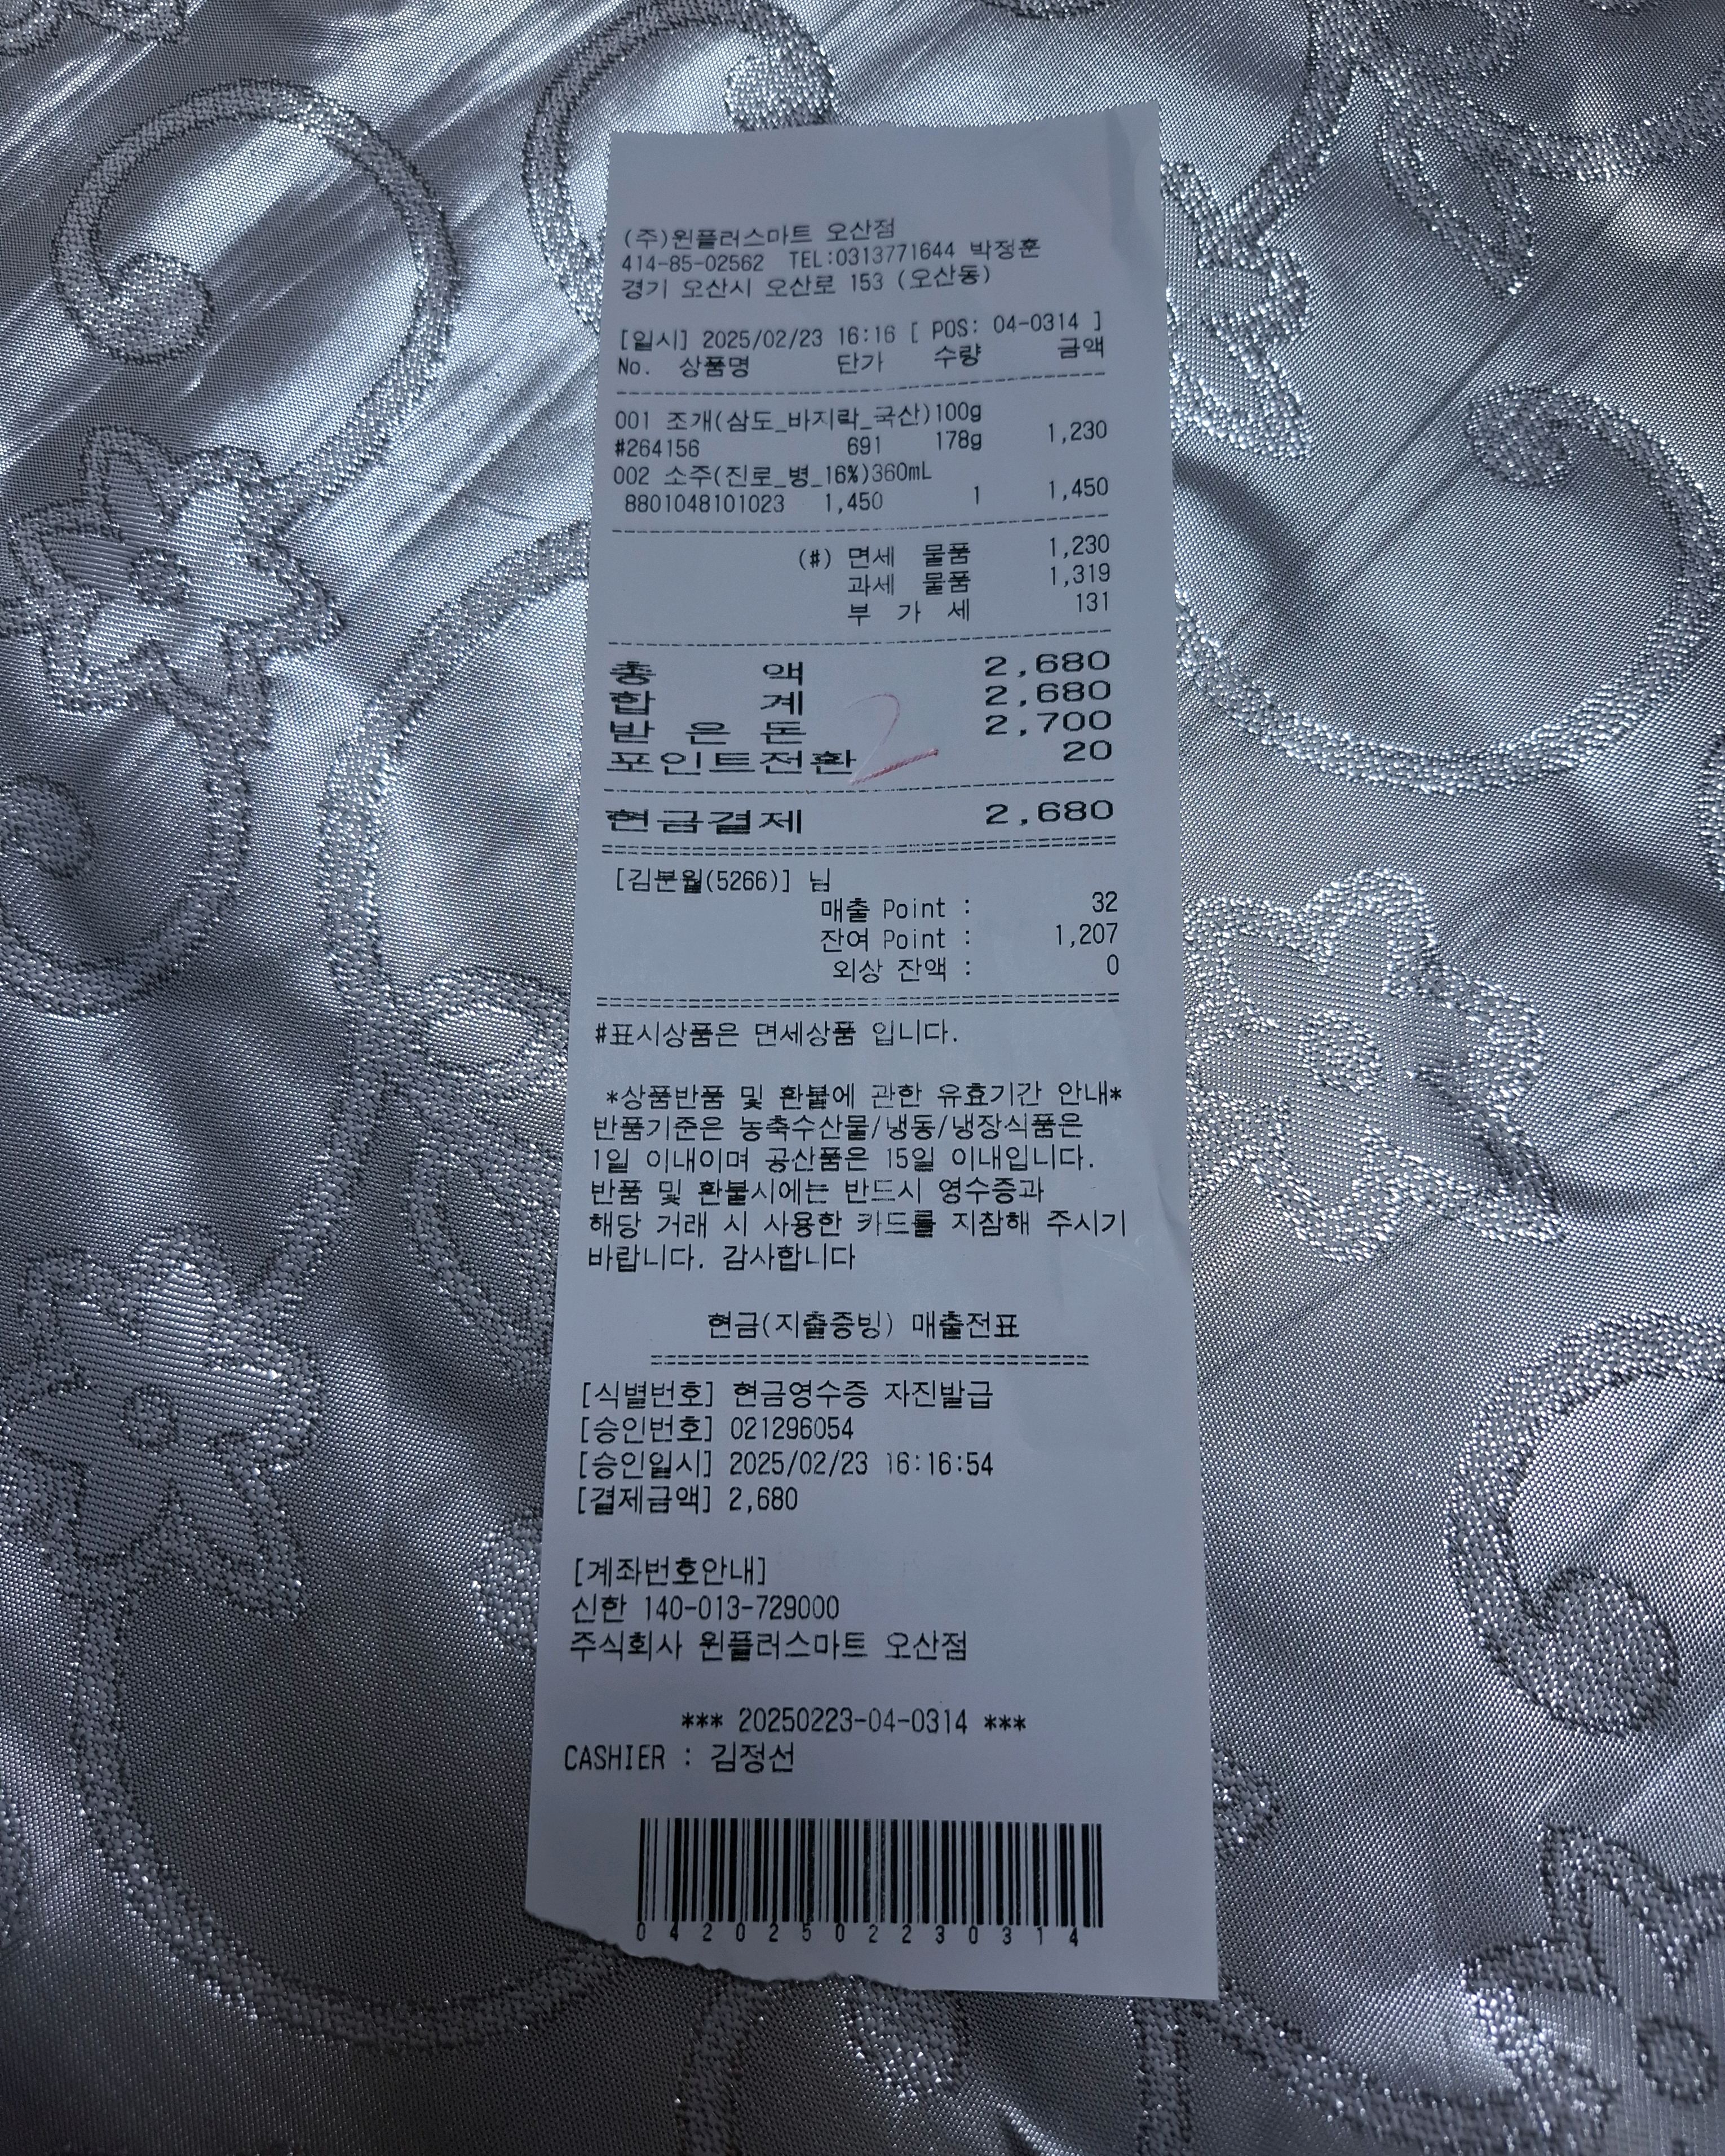 (주)윈플러스마트 오산점
414-85-02562 TEL:0313771644 박정훈
경기 오산시 오산로 153 (오산동)
[일시] 2025/02/23 16:16 [ POS: 04-0314 ]
No. 상품명 단가 수량 금액
001 조개(삼도_바지락_국산)100g
#264156 691 178g 1,230
002 소주(진로_병_16%)360mL
8801048101023 1,450 1 1,450
(#) 면세 물품 1,230
과세 물품 1,319
부 가 세 131
총 액 2,680
합 계 2,680
받 은 돈 2,700
포인트전환 20
2
현금결제 2,680
[김분월(5266)] 님
매출 Point : 32
잔여 Point : 1,207
외상 잔액 : 0
#표시상품은 면세상품 입니다.
*상품반품 및 환불에 관한 유효기간 안내*
반품기준은 농축수산물/냉동/냉장식품은
1일 이내이며 공산품은 15일 이내입니다.
반품 및 환불시에는 반드시 영수증과
해당 거래 시 사용한 카드를 지참해 주시기
바랍니다. 감사합니다
현금(지출증빙) 매출전표
[식별번호] 현금영수증 자진발급
[승인번호] 021296054
[승인일시] 2025/02/23 16:16:54
[결제금액] 2,680
[계좌번호안내]
신한 140-013-729000
주식회사 윈플러스마트 오산점
*** 20250223-04-0314 ***
CASHIER : 김정선
04202502230314